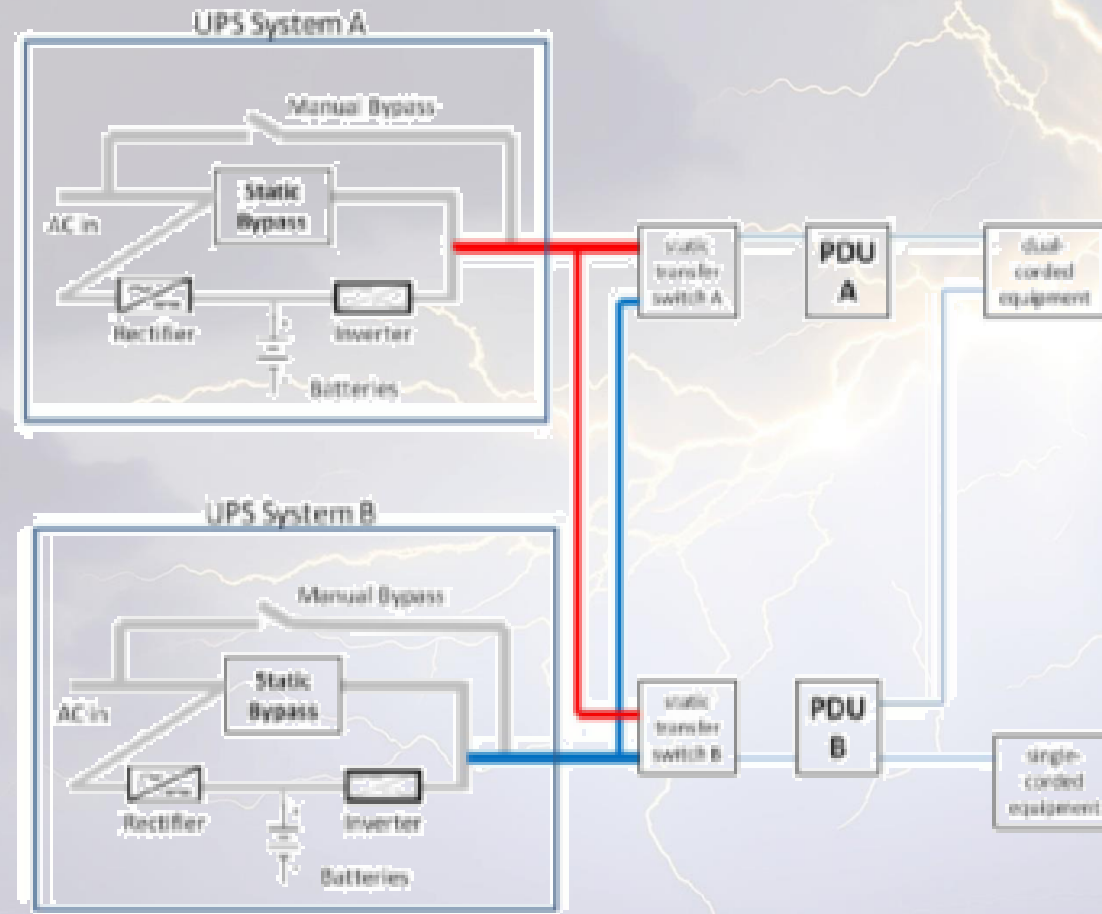 UPS System A
Manual Bypass
Static
Bypass
AC in
static
transfer
switch A
PDU
A
dual-
corded
equipment
Rectifier
Inverter
Batteries
UPS System B
Manual Bypass
Static
Bypass
AC in
static
transfer
switch B
PDU
B
single-
corded
equipment
Rectifier
Inverter
Batteries